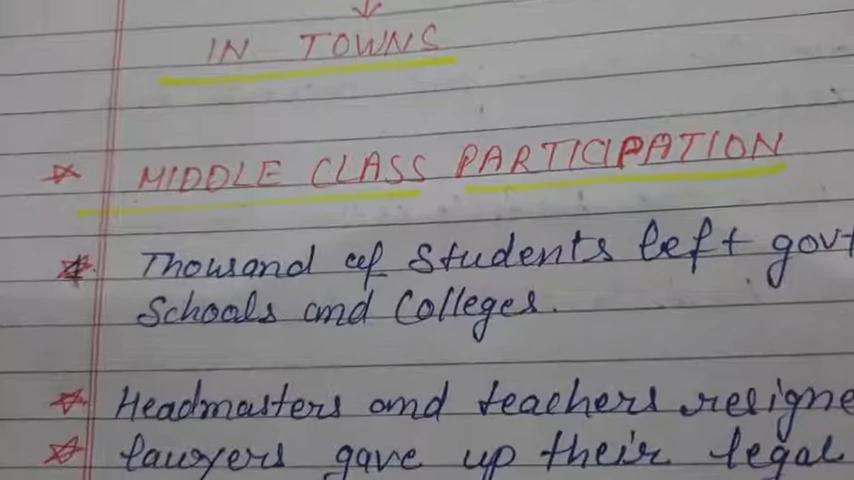 IN TOWNS
MIDDLE CLASS PARTICIPATION
Thousand of Students left govt
Schools and Colleges.
Headmasters and teachers resigne
lawyers gave up their legal